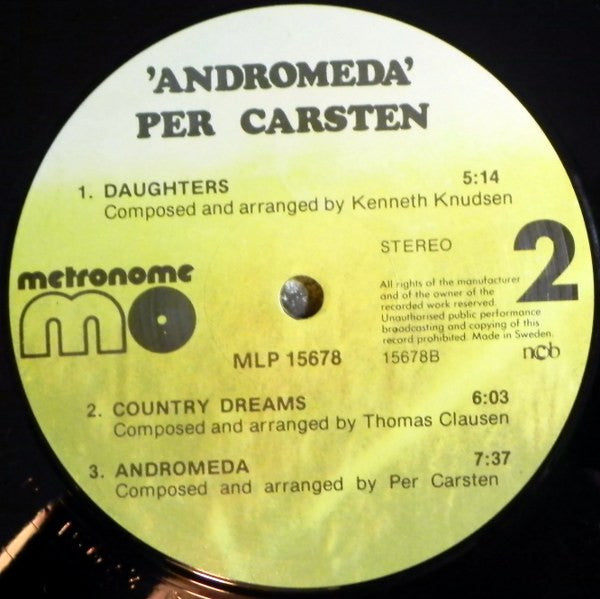 'ANDROMEDA'
PER CARSTEN
1. DAUGHTERS 5:14
Composed and arranged by Kenneth Knudsen
STEREO
2
metronome
mo
All rights of the manufacturer
and of the owner of the
recorded work reserved.
Unauthorised public performance
broadcasting and copying of this
record prohibited. Made in Sweden.
MLP 15678
15678B
ncb
2. COUNTRY DREAMS 6:03
Composed and arranged by Thomas Clausen
3. ANDROMEDA 7:37
Composed and arranged by Per Carsten